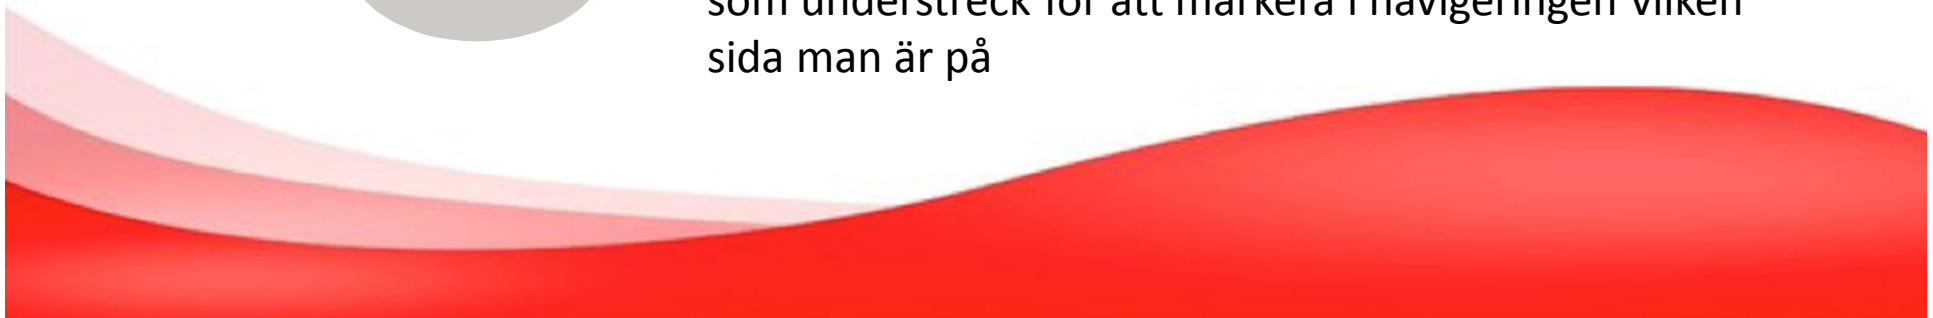 som understreck för att markera i navigeringen vilken
sida man är på